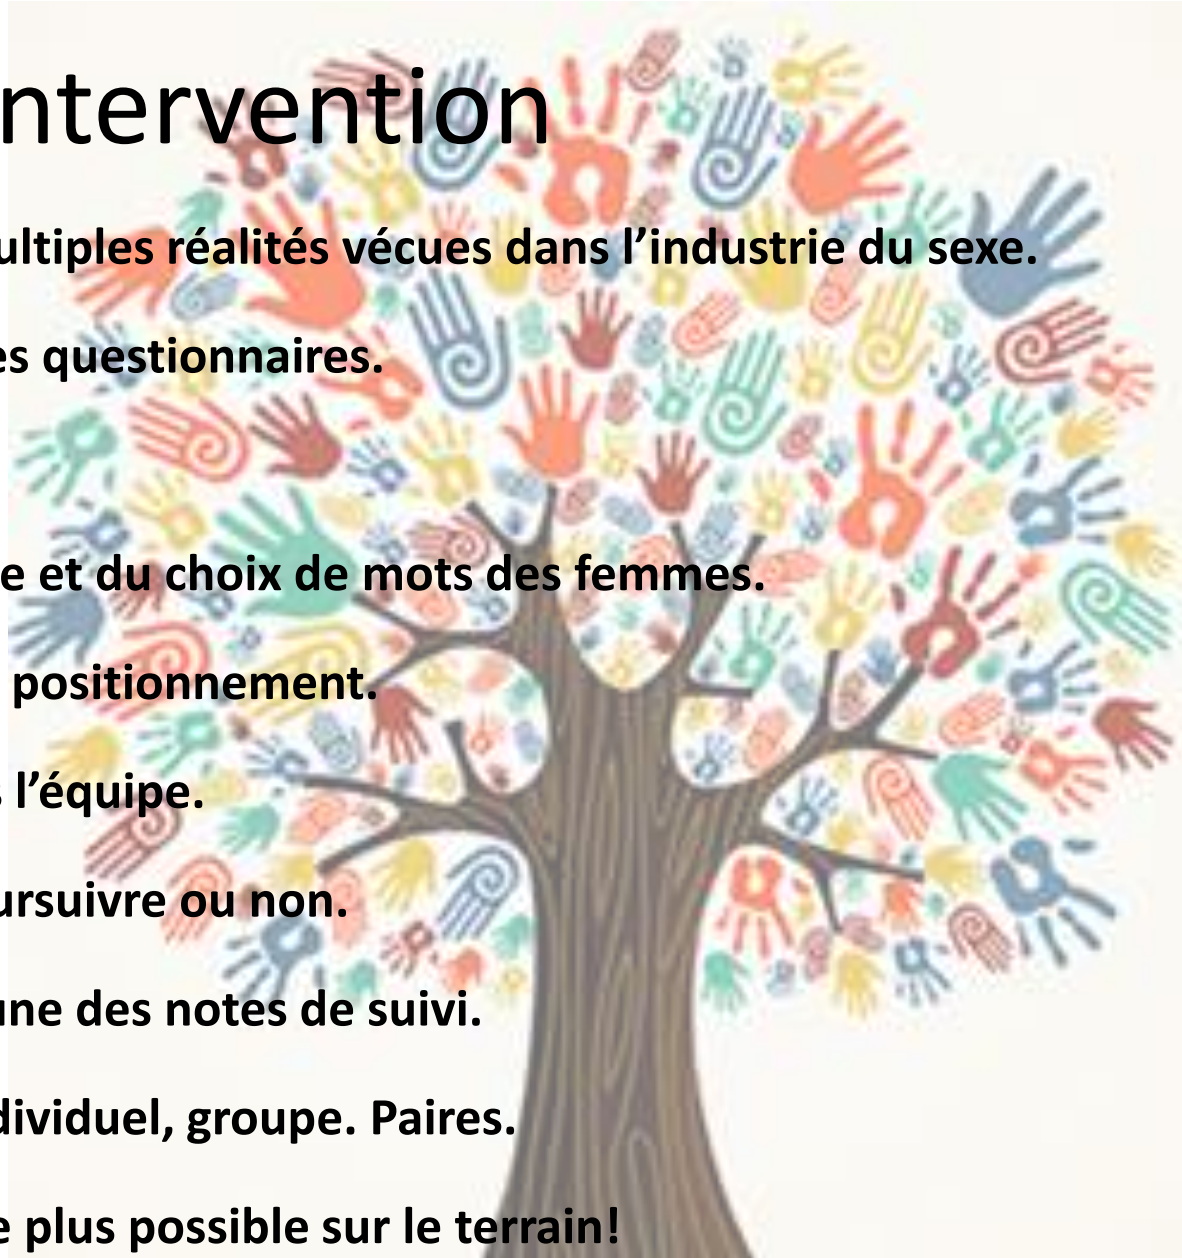 ntervention
ultiples réalités vécues dans l’industrie du sexe.
es questionnaires.
e et du choix de mots des femmes.
positionnement.
s l’équipe.
ursuivre ou non.
une des notes de suivi.
dividuel, groupe. Paires.
e plus possible sur le terrain!